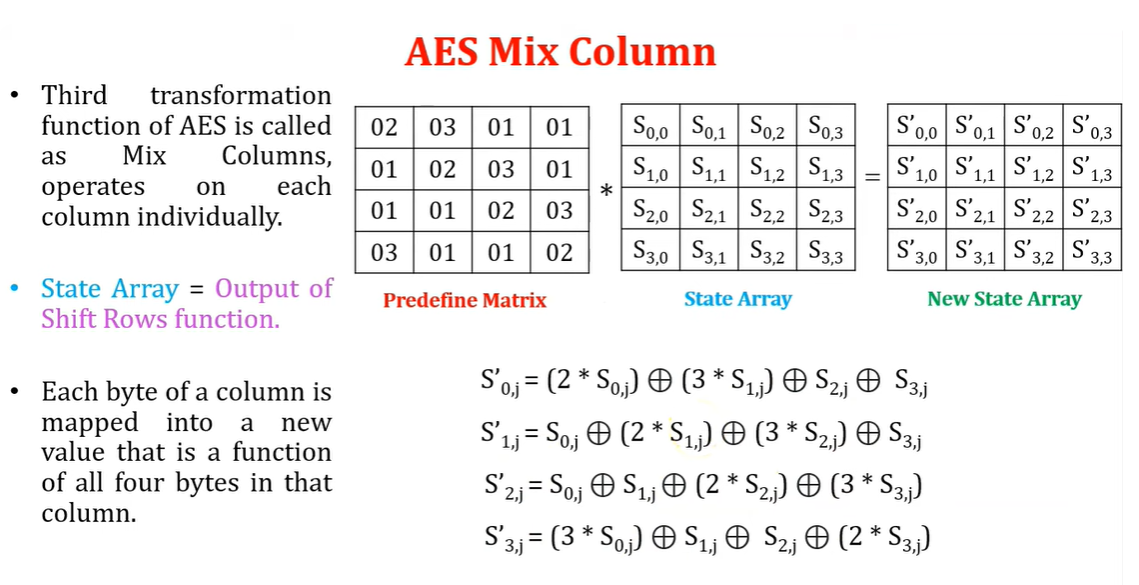 AES Mix Column
• Third transformation
function of AES is called
as Mix Columns,
operates on each
column individually.
• State Array = Output of
Shift Rows function.
• Each byte of a column is
mapped into a new
value that is a function
of all four bytes in that
column.
02 03 01 01
01 02 03 01
01 01 02 03
03 01 01 02
Predefine Matrix
*
S0,0 S0,1 S0,2 S0,3
S1,0 S1,1 S1,2 S1,3
S2,0 S2,1 S2,2 S2,3
S3,0 S3,1 S3,2 S3,3
State Array
=
S’0,0 S’0,1 S’0,2 S’0,3
S’1,0 S’1,1 S’1,2 S’1,3
S’2,0 S’2,1 S’2,2 S’2,3
S’3,0 S’3,1 S’3,2 S’3,3
New State Array
S’0,j = (2 * S0,j) ⊕ (3 * S1,j) ⊕ S2,j ⊕ S3,j
S’1,j = S0,j ⊕ (2 * S1,j) ⊕ (3 * S2,j) ⊕ S3,j
S’2,j = S0,j ⊕ S1,j ⊕ (2 * S2,j) ⊕ (3 * S3,j)
S’3,j = (3 * S0,j) ⊕ S1,j ⊕ S2,j ⊕ (2 * S3,j)